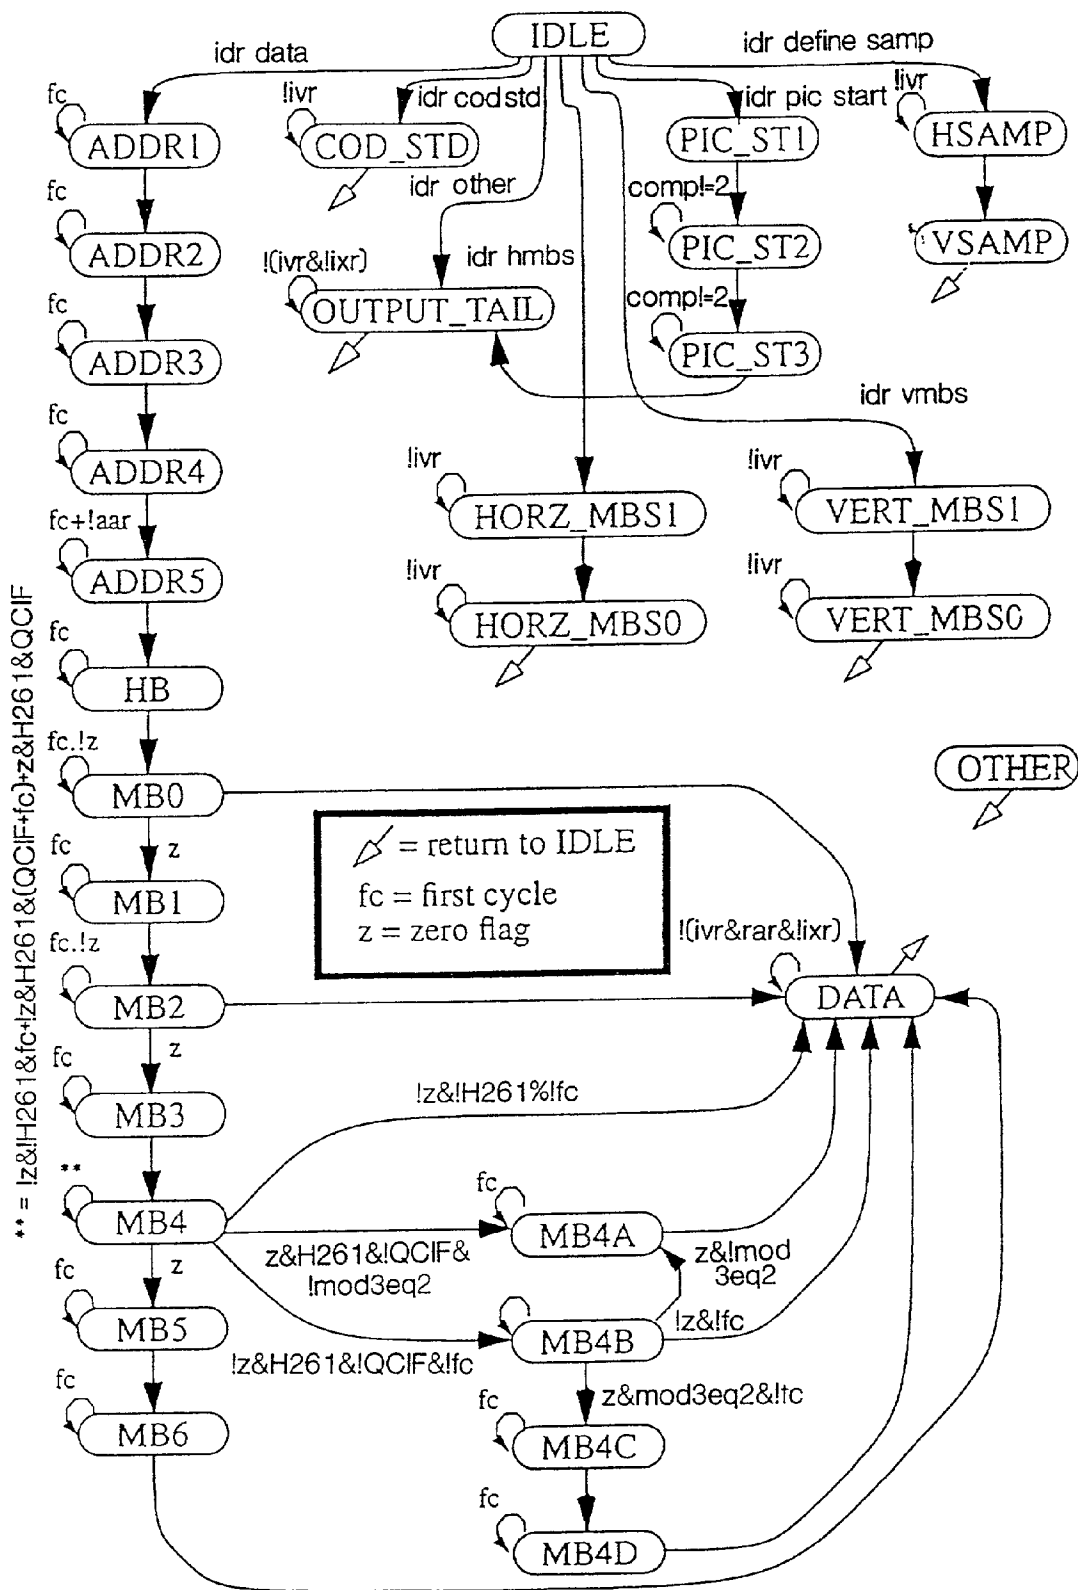 IDLE
idr data
idr define samp
fc
!ivr
idr codstd
idr pic start
!ivr
ADDR1
COD_STD
PIC_ST1
HSAMP
fc
idr other
comp!=2
ADDR2
PIC_ST2
VSAMP
!(ivr&!ixr)
idr hmbs
fc
OUTPUT_TAIL
comp!=2
ADDR3
PIC_ST3
idr vmbs
fc
ADDR4
!ivr
!ivr
HORZ_MBS1
VERT_MBS1
fc+!aar
ADDR5
!ivr
!ivr
HORZ_MBS0
VERT_MBS0
fc
HB
** = !z&!H261&fc+!z&H261&(QCIF+fc)+z&H261&QCIF
fc.!z
MB0
OTHER
z
= return to IDLE
fc = first cycle
z = zero flag
fc
MB1
fc.!z
!(ivr&rar&!ixr)
MB2
DATA
z
fc
MB3
!z&!H261%!fc
**
MB4
fc
MB4A
z&H261&!QCIF&
!mod3eq2
z&!mod
3eq2
z
fc
MB5
MB4B
!z&!fc
!z&H261&!QCIF&!fc
z&mod3eq2&!fc
fc
MB6
fc
MB4C
fc
MB4D